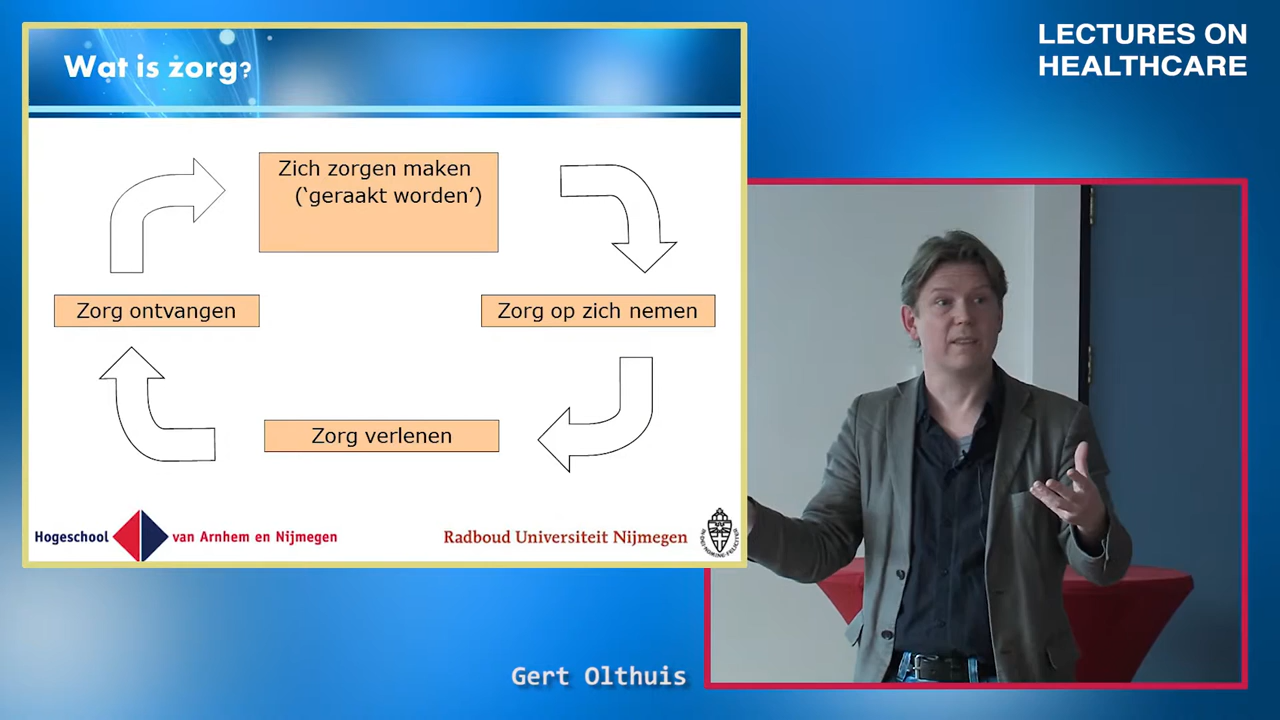 LECTURES ON
HEALTHCARE
Wat is zorg?
Zich zorgen maken
(‘geraakt worden’)
Zorg ontvangen
Zorg op zich nemen
Zorg verlenen
Hogeschool van Arnhem en Nijmegen
Radboud Universiteit Nijmegen
Gert Olthuis